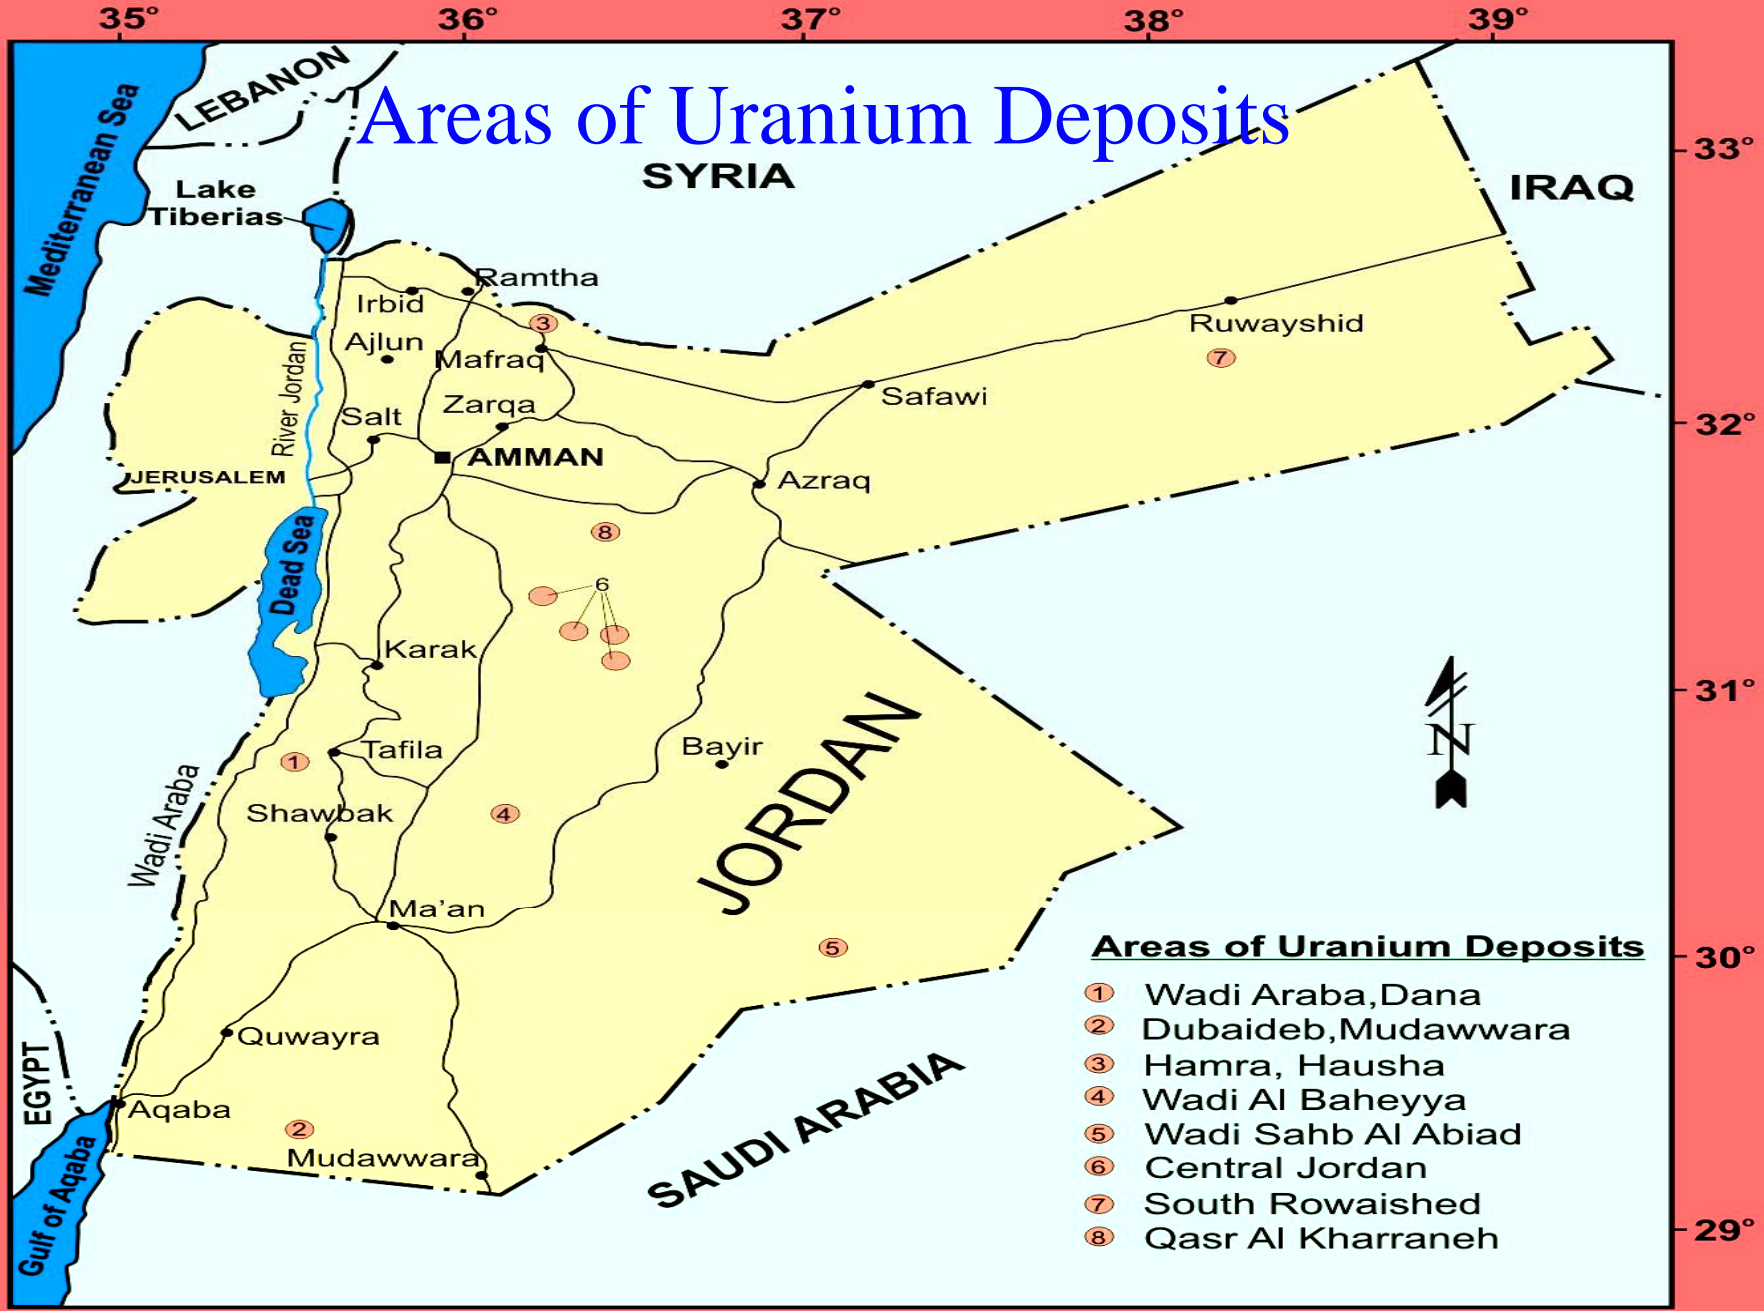 35° 36° 37° 38° 39°
Areas of Uranium Deposits
LEBANON
Mediterranean Sea
SYRIA
33°
IRAQ
Lake
Tiberias
Ramtha
Irbid
3
Ruwayshid
Ajlun
Mafraq
7
River Jordan
Safawi
Zarqa
Salt
32°
AMMAN
JERUSALEM
Azraq
8
Dead Sea
6
Karak
31°
JORDAN
N
Tafila
Bayir
1
Wadi Araba
Shawbak
4
Ma’an
5
30°
Quwayra
EGYPT
Aqaba
2
Mudawwara
SAUDI ARABIA
Gulf of Aqaba
29°
Areas of Uranium Deposits
1 Wadi Araba,Dana
2 Dubaideb,Mudawwara
3 Hamra, Hausha
4 Wadi Al Baheyya
5 Wadi Sahb Al Abiad
6 Central Jordan
7 South Rowaished
8 Qasr Al Kharraneh